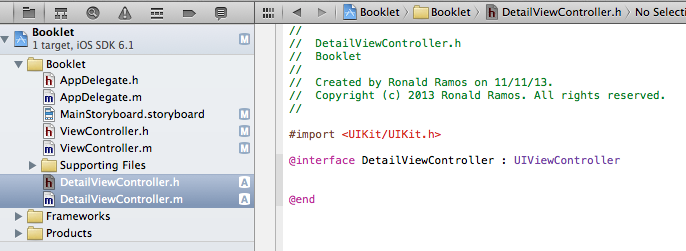 Booklet
1 target, iOS SDK 6.1
M
Booklet
AppDelegate.h
AppDelegate.m
MainStoryboard.storyboard
M
ViewController.h
M
ViewController.m
M
Supporting Files
DetailViewController.h
A
DetailViewController.m
A
Frameworks
Products
Booklet
Booklet
DetailViewController.h
No Selecti
//
// DetailViewController.h
// Booklet
//
// Created by Ronald Ramos on 11/11/13.
// Copyright (c) 2013 Ronald Ramos. All rights reserved.
//
#import <UIKit/UIKit.h>
@interface DetailViewController : UIViewController
@end